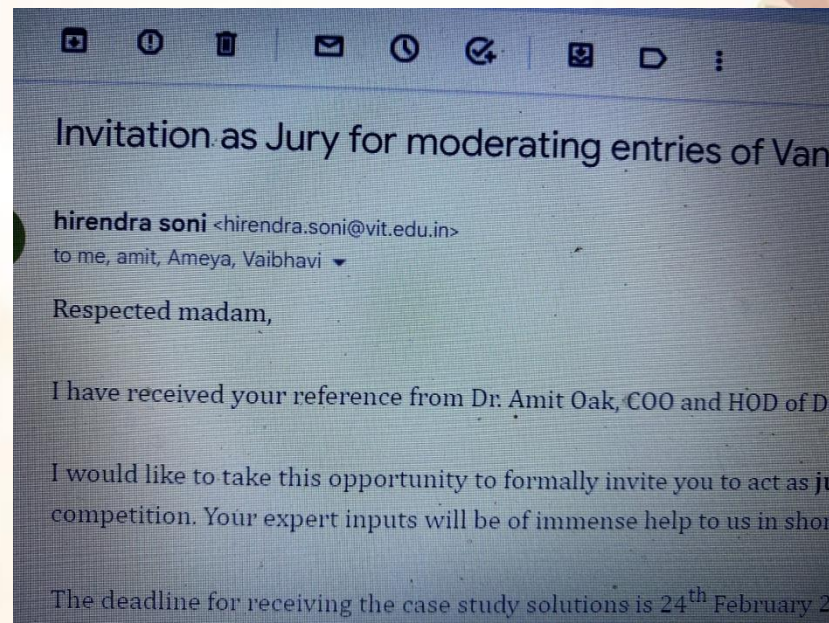 Invitation as Jury for moderating entries of Van
hirendra soni <hirendra.soni@vit.edu.in>
to me, amit, Ameya, Vaibhavi
Respected madam,
I have received your reference from Dr. Amit Oak, COO and HOD of D
I would like to take this opportunity to formally invite you to act as ju
competition. Your expert inputs will be of immense help to us in shor
The deadline for receiving the case study solutions is 24th February 2